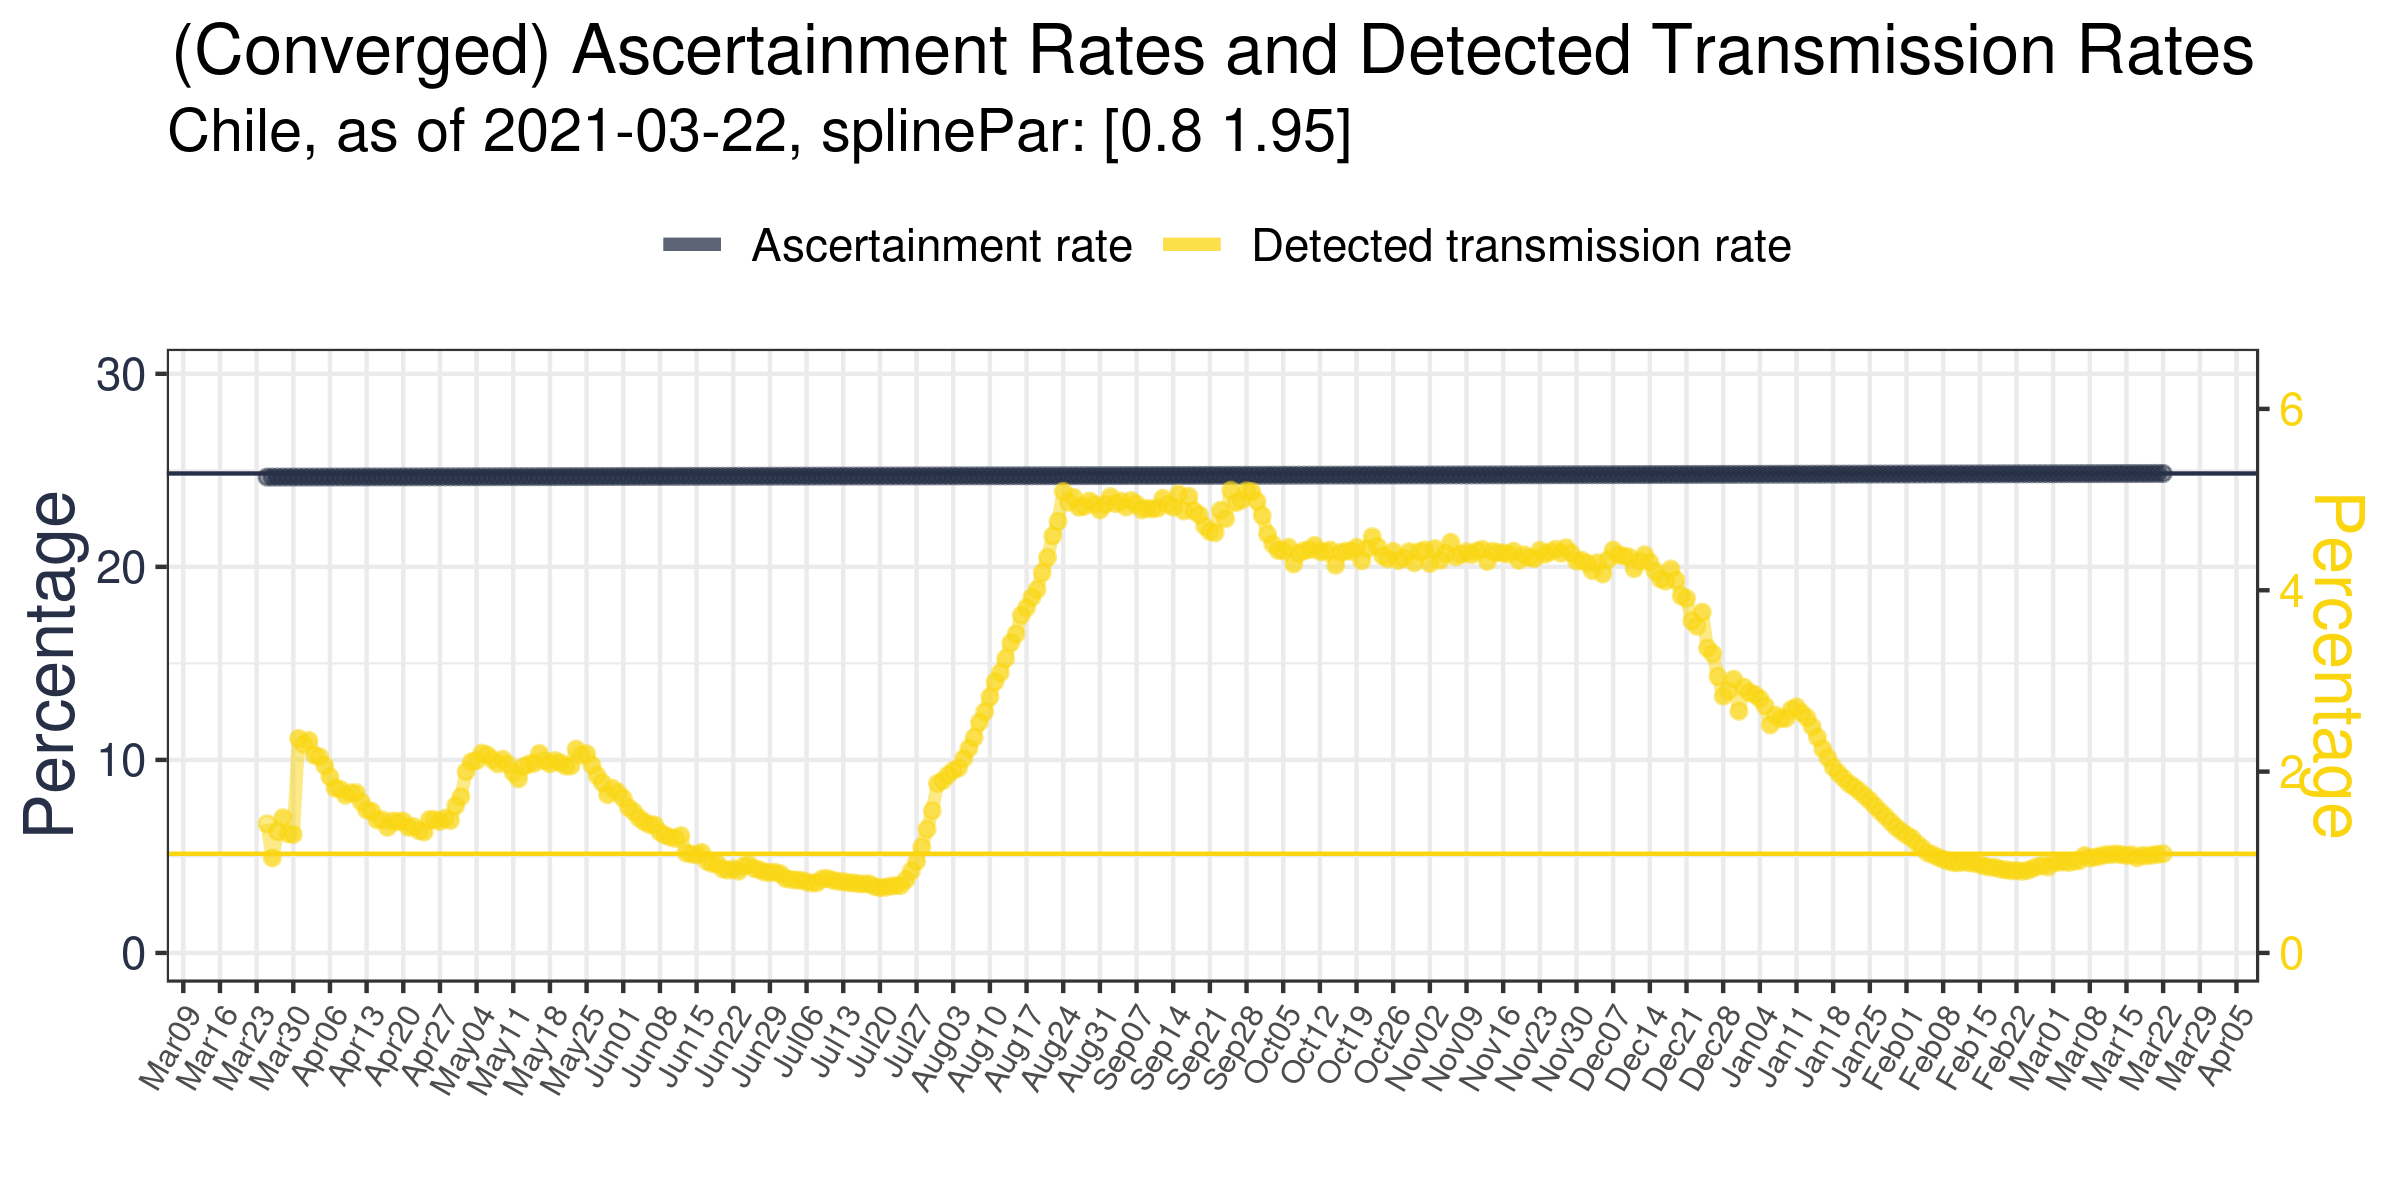 (Converged) Ascertainment Rates and Detected Transmission Rates
Chile, as of 2021-03-22, splinePar: [0.8 1.95]
Ascertainment rate Detected transmission rate
Percentage
30
20
10
0
6
4
2
0
Percentage
Mar09 Mar16 Mar23 Mar30 Apr06 Apr13 Apr20 Apr27 May04 May11 May18 May25 Jun01 Jun08 Jun15 Jun22 Jun29 Jul06 Jul13 Jul20 Jul27 Aug03 Aug10 Aug17 Aug24 Aug31 Sep07 Sep14 Sep21 Sep28 Oct05 Oct12 Oct19 Oct26 Nov02 Nov09 Nov16 Nov23 Nov30 Dec07 Dec14 Dec21 Dec28 Jan04 Jan11 Jan18 Jan25 Feb01 Feb08 Feb15 Feb22 Mar01 Mar08 Mar15 Mar22 Mar29 Apr05